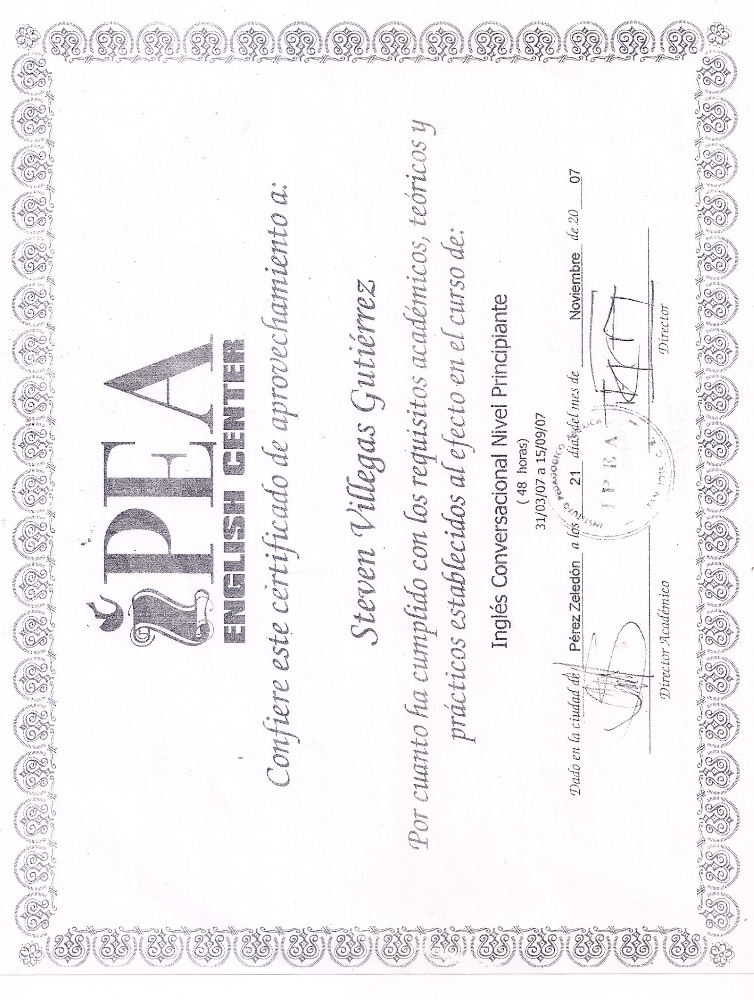 IPEA
ENGLISH CENTER
Confiere este certificado de aprovechamiento a:
Steven Villegas Gutiérrez
Por cuanto ha cumplido con los requisitos académicos, teóricos y
prácticos establecidos al efecto en el curso de:
Inglés Conversacional Nivel Principiante
( 48 horas)
31/03/07 a 15/09/07
Dado en la ciudad de Pérez Zeledón a los 21 días del mes de Noviembre de 20 07
INSTITUTO PEDAGOGICO
I P E A
SAN JOSE, C. R.
Director Académico
Director